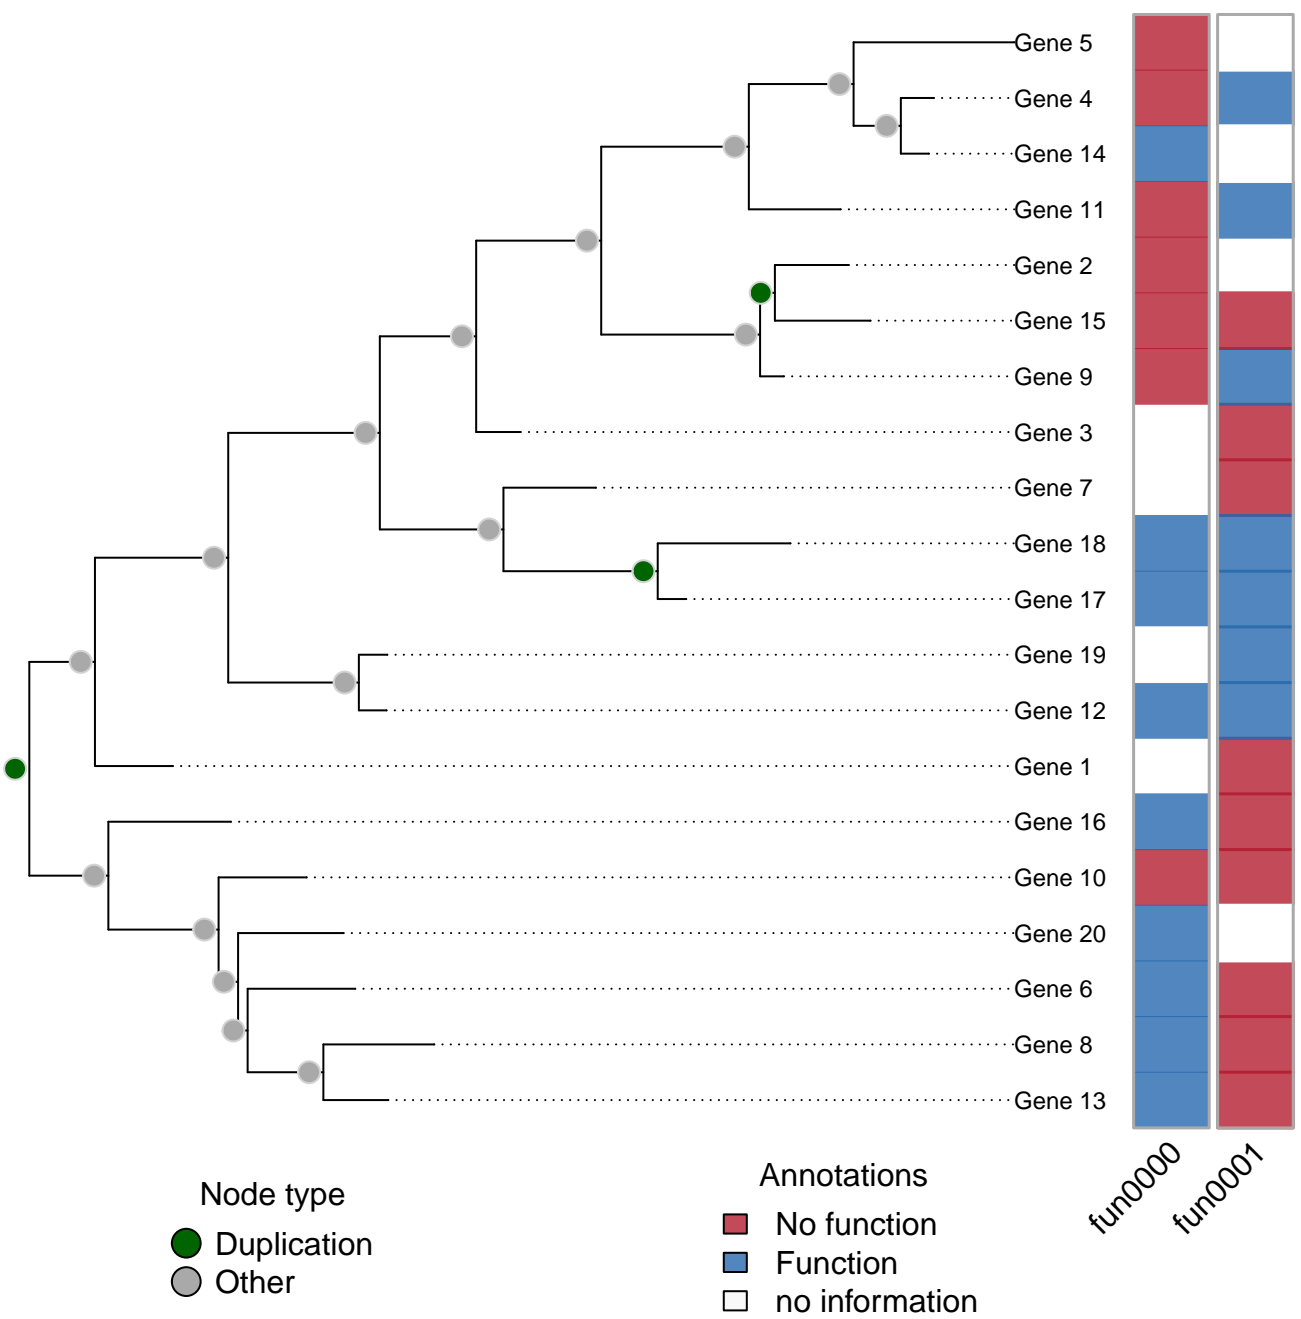 Gene 5
Gene 4
Gene 14
Gene 11
Gene 2
Gene 15
Gene 9
Gene 3
Gene 7
Gene 18
Gene 17
Gene 19
Gene 12
Gene 1
Gene 16
Gene 10
Gene 20
Gene 6
Gene 8
Gene 13
fun0000
fun0001
Node type
Duplication
Other
Annotations
No function
Function
no information